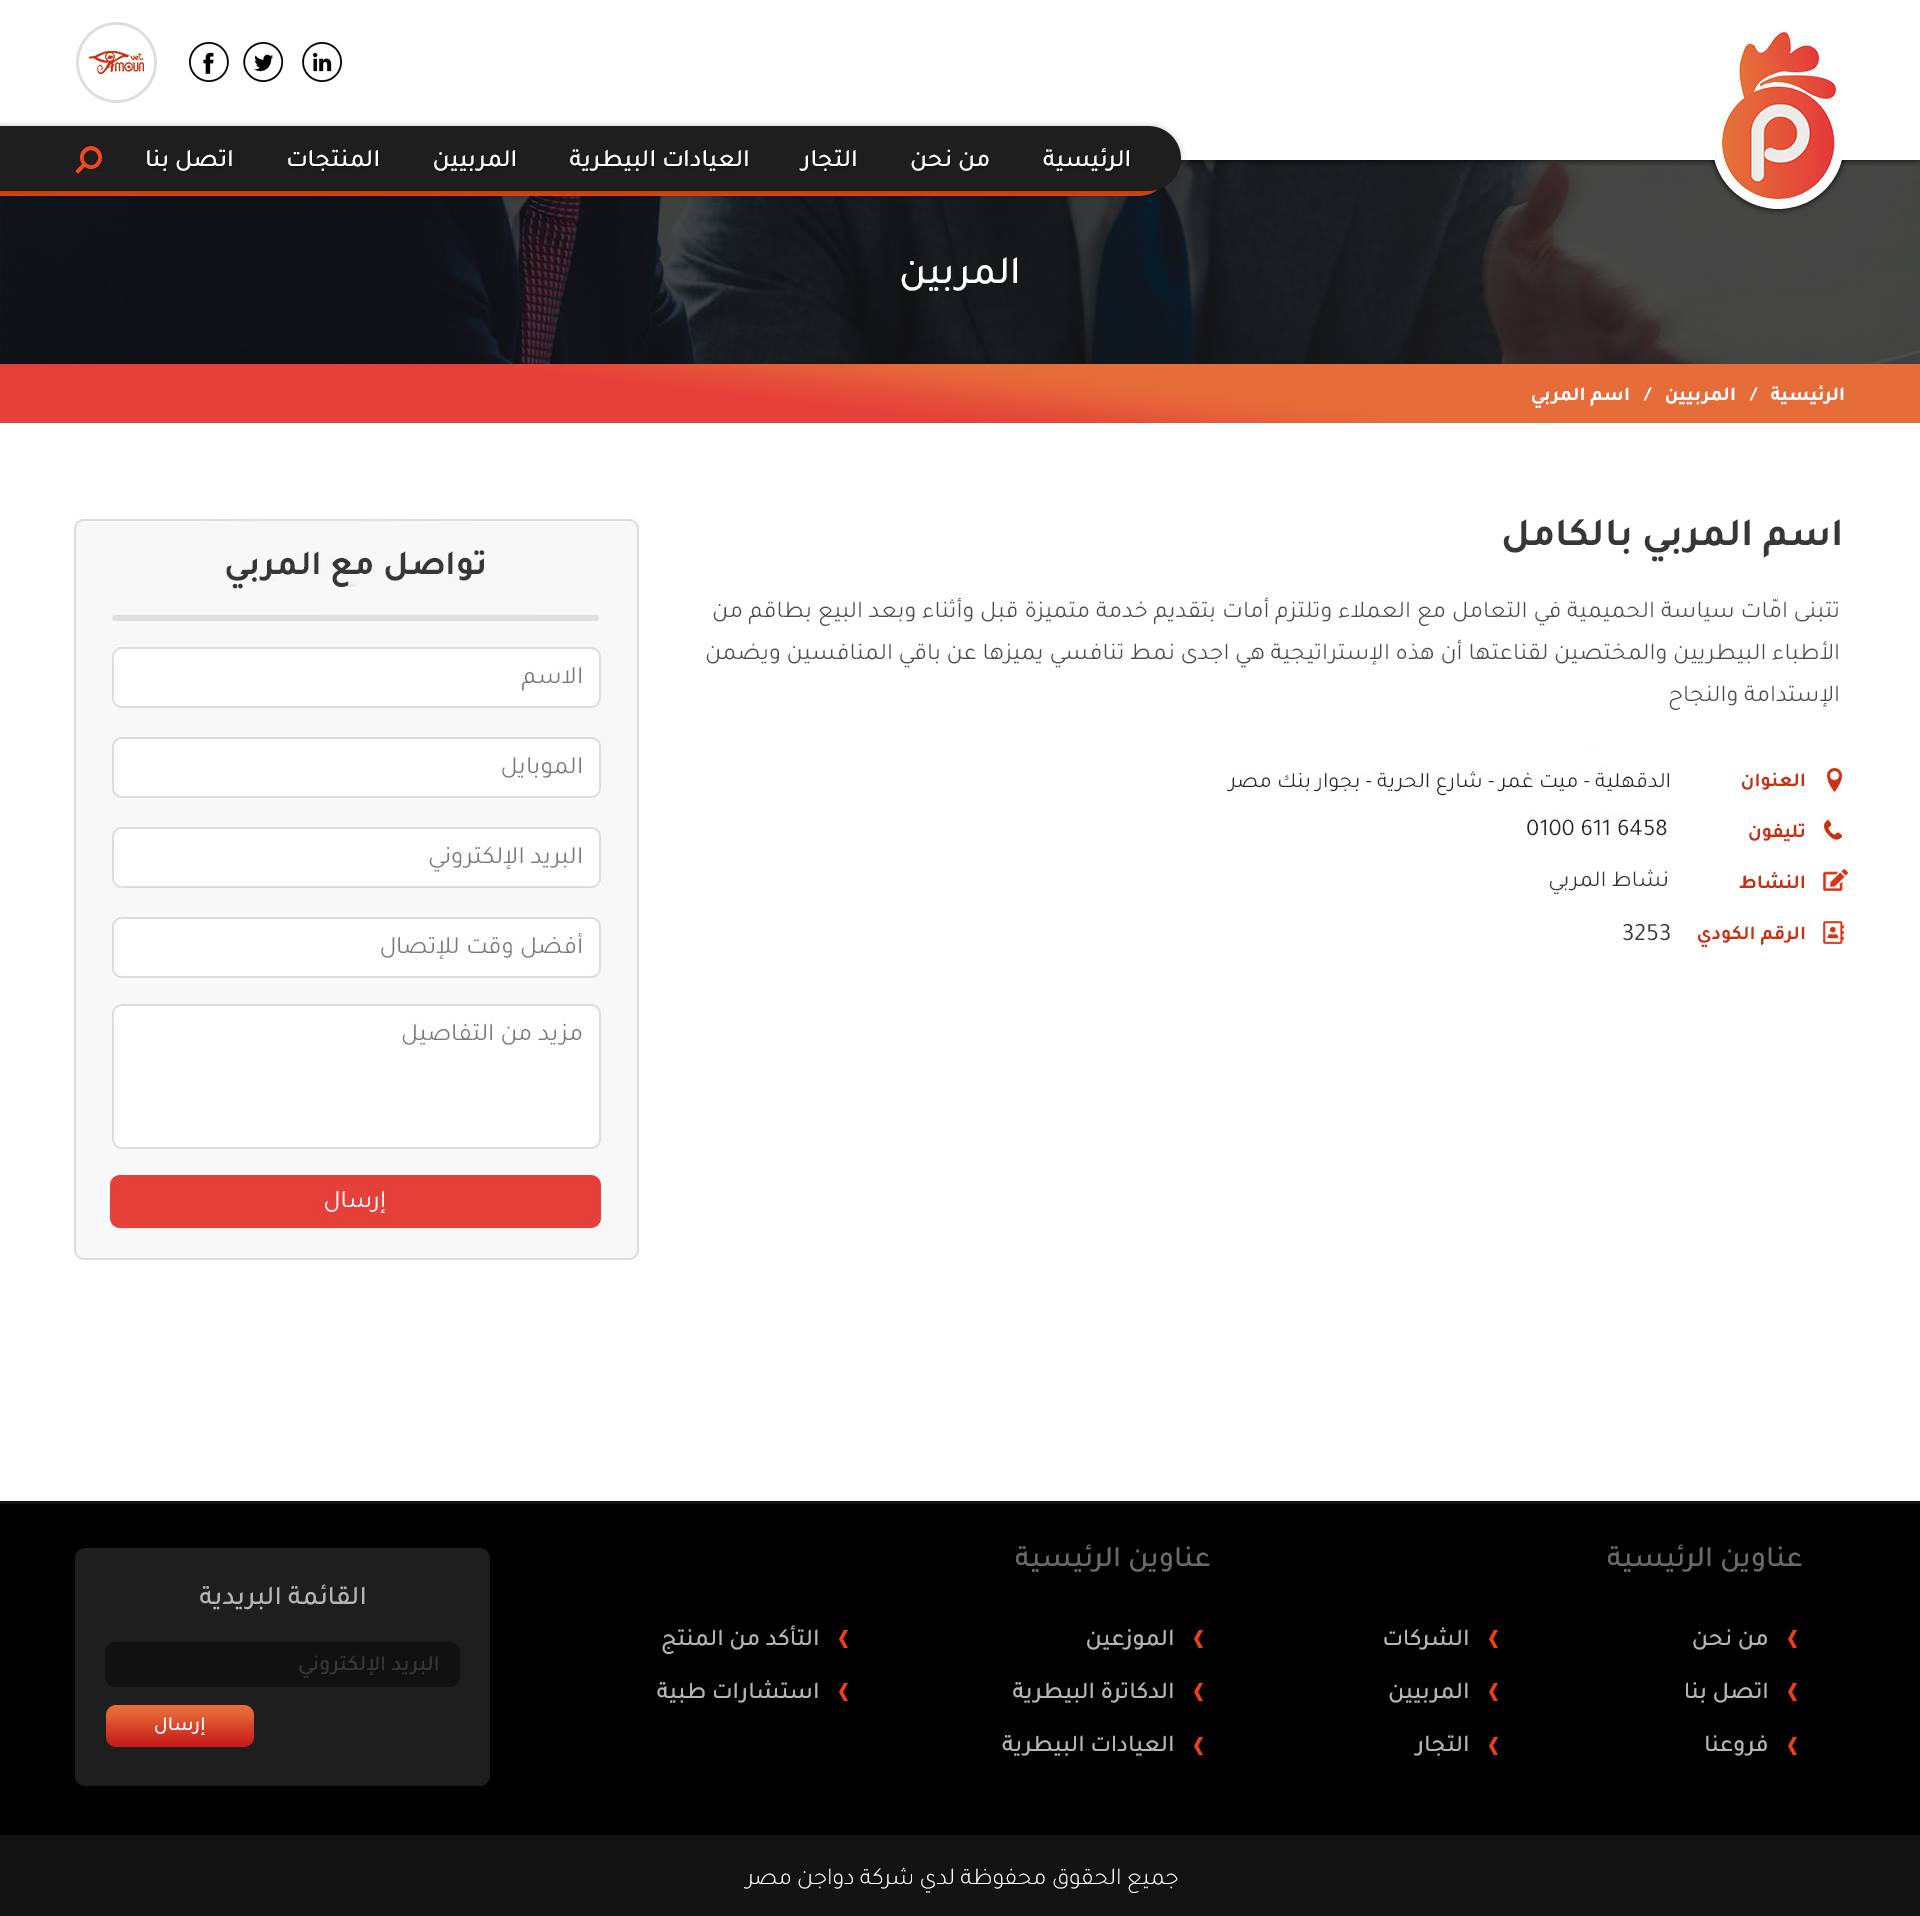 vet
amoun
الرئيسية
من نحن
التجار
العيادات البيطرية
المربيين
المنتجات
اتصل بنا
المربين
الرئيسية / المربيين / اسم المربي
اسم المربي بالكامل
تتبنى امّات سياسة الحميمية في التعامل مع العملاء وتلتزم أمات بتقديم خدمة متميزة قبل وأثناء وبعد البيع بطاقم من
الأطباء البيطريين والمختصين لقناعتها أن هذه الإستراتيجية هي اجدى نمط تنافسي يميزها عن باقي المنافسين ويضمن
الإستدامة والنجاح
العنوان الدقهلية - ميت غمر - شارع الحرية - بجوار بنك مصر
تليفون 0100 611 6458
النشاط نشاط المربي
الرقم الكودي 3253
تواصل مع المربي
الاسم
الموبايل
البريد الإلكتروني
أفضل وقت للإتصال
مزيد من التفاصيل
إرسال
عناوين الرئيسية
من نحن
اتصل بنا
فروعنا
الشركات
المربيين
التجار
عناوين الرئيسية
الموزعين
الدكاترة البيطرية
العيادات البيطرية
التأكد من المنتج
استشارات طبية
القائمة البريدية
البريد الإلكتروني
إرسال
جميع الحقوق محفوظة لدي شركة دواجن مصر